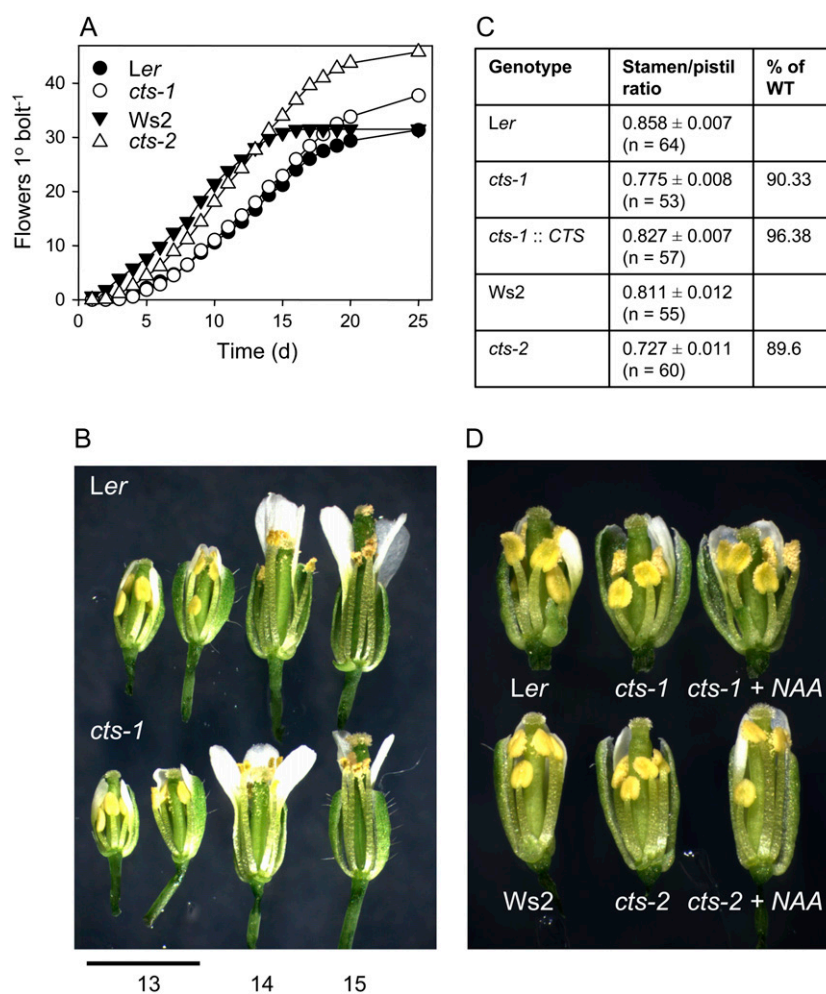 A
Ler
cts-1
Ws2
cts-2
Flowers 1º bolt⁻¹
40
30
20
10
0
0 5 10 15 20 25
Time (d)
C
Genotype Stamen/pistil ratio % of WT
Ler 0.858 ± 0.007 (n = 64)
cts-1 0.775 ± 0.008 (n = 53) 90.33
cts-1 :: CTS 0.827 ± 0.007 (n = 57) 96.38
Ws2 0.811 ± 0.012 (n = 55)
cts-2 0.727 ± 0.011 (n = 60) 89.6
B
Ler
cts-1
13 14 15
D
Ler cts-1 cts-1 + NAA
Ws2 cts-2 cts-2 + NAA